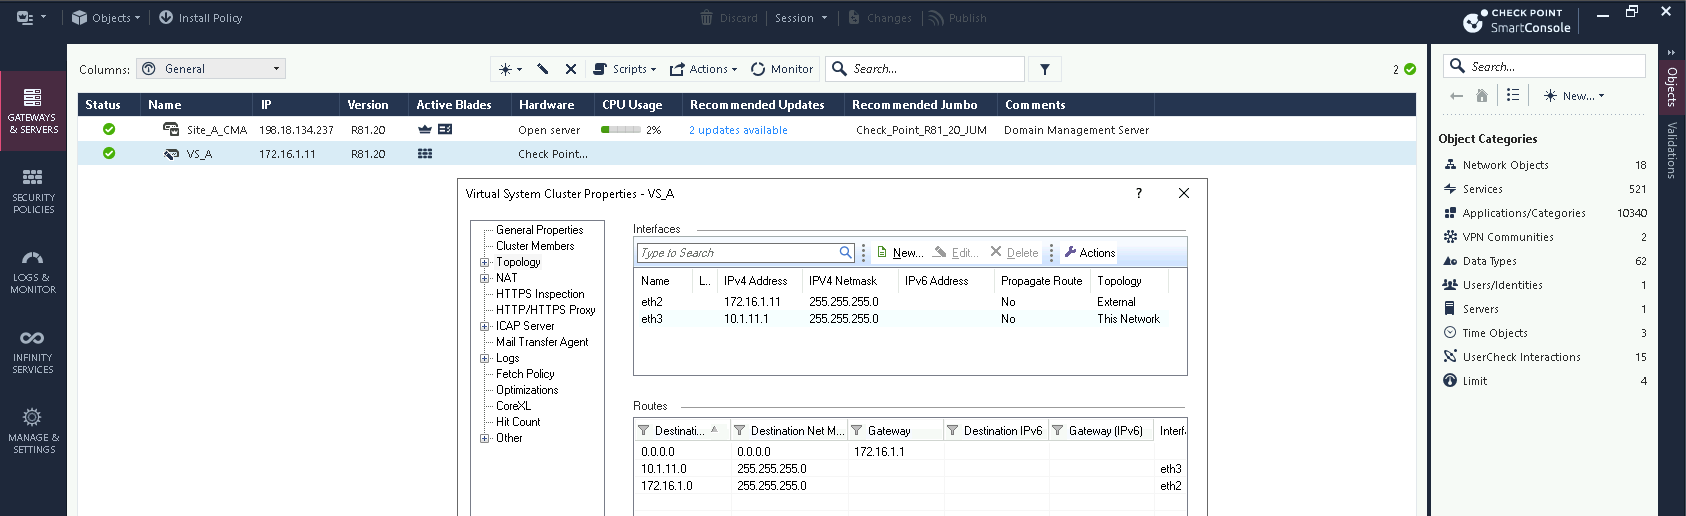 Objects
Install Policy
Discard
Session
Changes
Publish
CHECK POINT
SmartConsole
Columns:
General
Scripts
Actions
Monitor
Search...
2
Status Name IP Version Active Blades Hardware CPU Usage Recommended Updates Recommended Jumbo Comments
Site_A_CMA 198.18.134.237 R81.20 Open server 2% 2 updates available Check_Point_R81_20_JUM Domain Management Server
VS_A 172.16.1.11 R81.20 Check Point...
GATEWAYS
& SERVERS
SECURITY
POLICIES
LOGS &
MONITOR
INFINITY
SERVICES
MANAGE &
SETTINGS
Virtual System Cluster Properties - VS_A
?
General Properties
Cluster Members
Topology
NAT
HTTPS Inspection
HTTP/HTTPS Proxy
ICAP Server
Mail Transfer Agent
Logs
Fetch Policy
Optimizations
CoreXL
Hit Count
Other
Interfaces
Type to Search
New...
Edit...
Delete
Actions
Name L.. IPv4 Address IPV4 Netmask IPv6 Address Propagate Route Topology
eth2 172.16.1.11 255.255.255.0 No External
eth3 10.1.11.1 255.255.255.0 No This Network
Routes
Destinati... Destination Net M... Gateway Destination IPv6 Gateway (IPv6) Interf
0.0.0.0 0.0.0.0 172.16.1.1
10.1.11.0 255.255.255.0 eth3
172.16.1.0 255.255.255.0 eth2
Search...
New...
Object Categories
Network Objects 18
Services 521
Applications/Categories 10340
VPN Communities 2
Data Types 62
Users/Identities 1
Servers 1
Time Objects 3
UserCheck Interactions 15
Limit 4
Objects
Validations